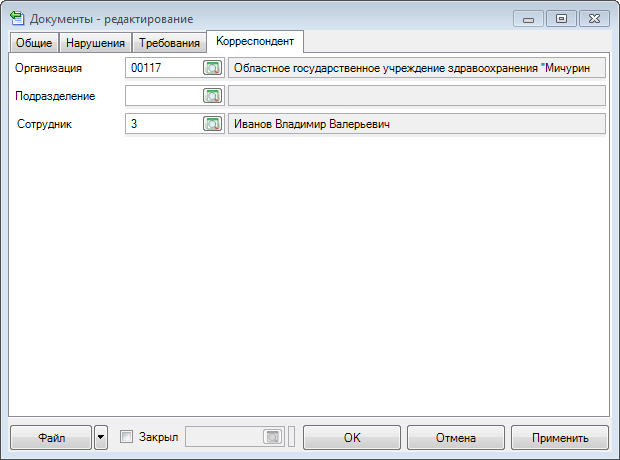 Документы - редактирование
Общие Нарушения Требования Корреспондент
Организация 00117 Областное государственное учреждение здравоохранения "Мичурин
Подразделение
Сотрудник 3 Иванов Владимир Валерьевич
Файл Закрыл OK Отмена Применить